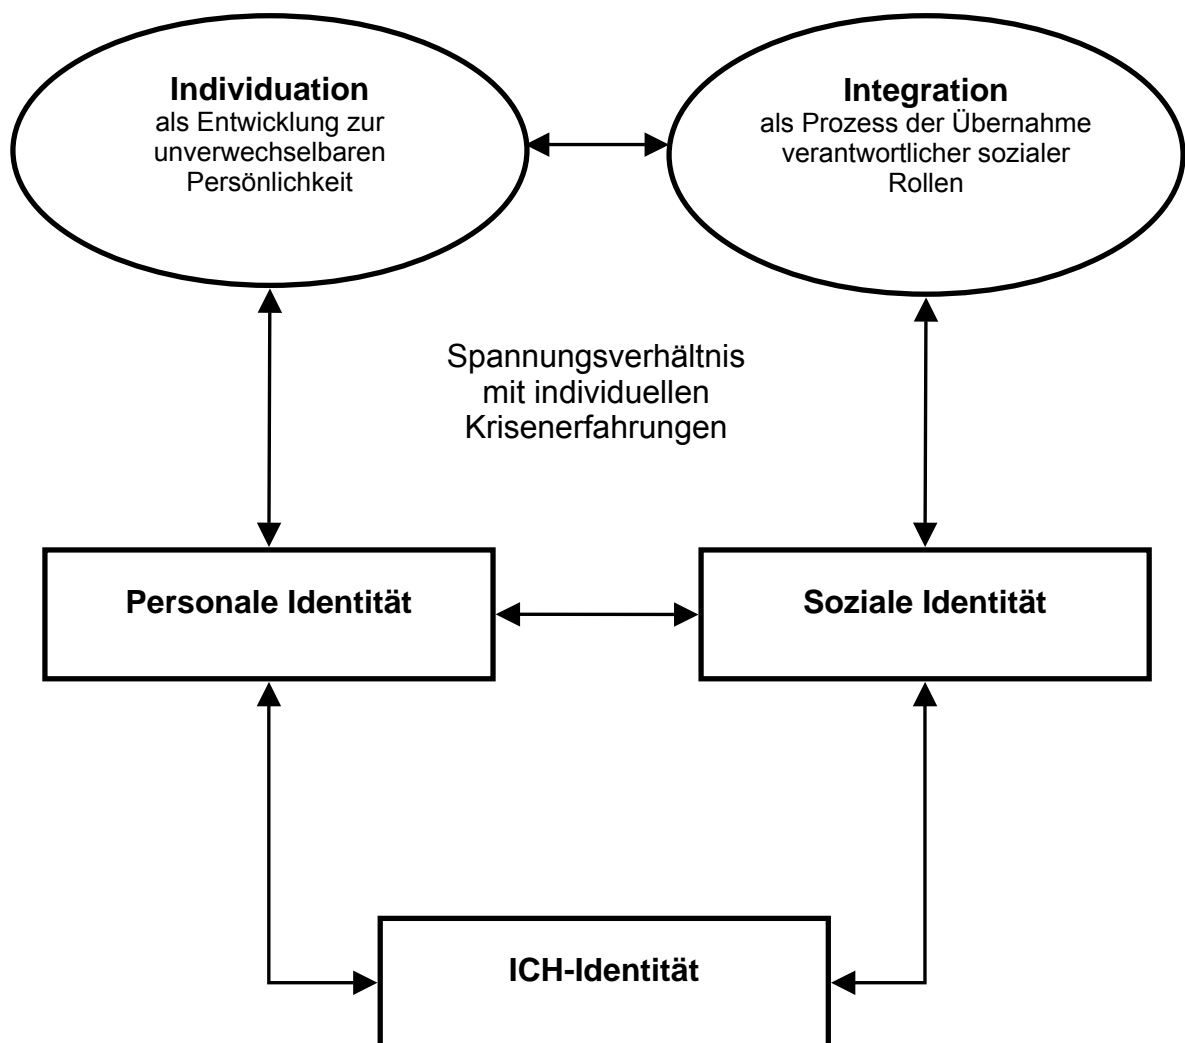 Individuation
als Entwicklung zur
unverwechselbaren
Persönlichkeit
Integration
als Prozess der Übernahme
verantwortlicher sozialer
Rollen
Spannungsverhältnis
mit individuellen
Krisenerfahrungen
Personale Identität
Soziale Identität
ICH-Identität